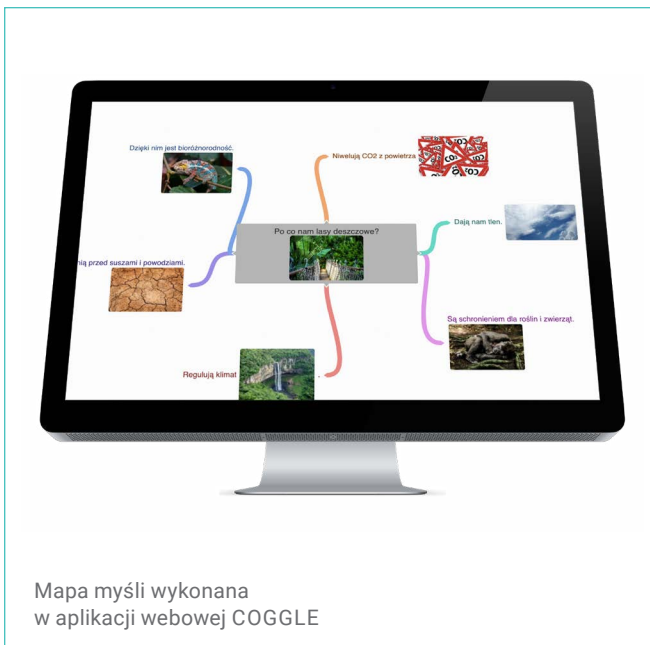 Dzięki nim jest bioróżnorodność.
Niwelują CO2 z powietrza
Dają nam tlen.
Po co nam lasy deszczowe?
przed suszami i powodziami.
Są schronieniem dla roślin i zwierząt.
Regulują klimat
Mapa myśli wykonana
w aplikacji webowej COGGLE